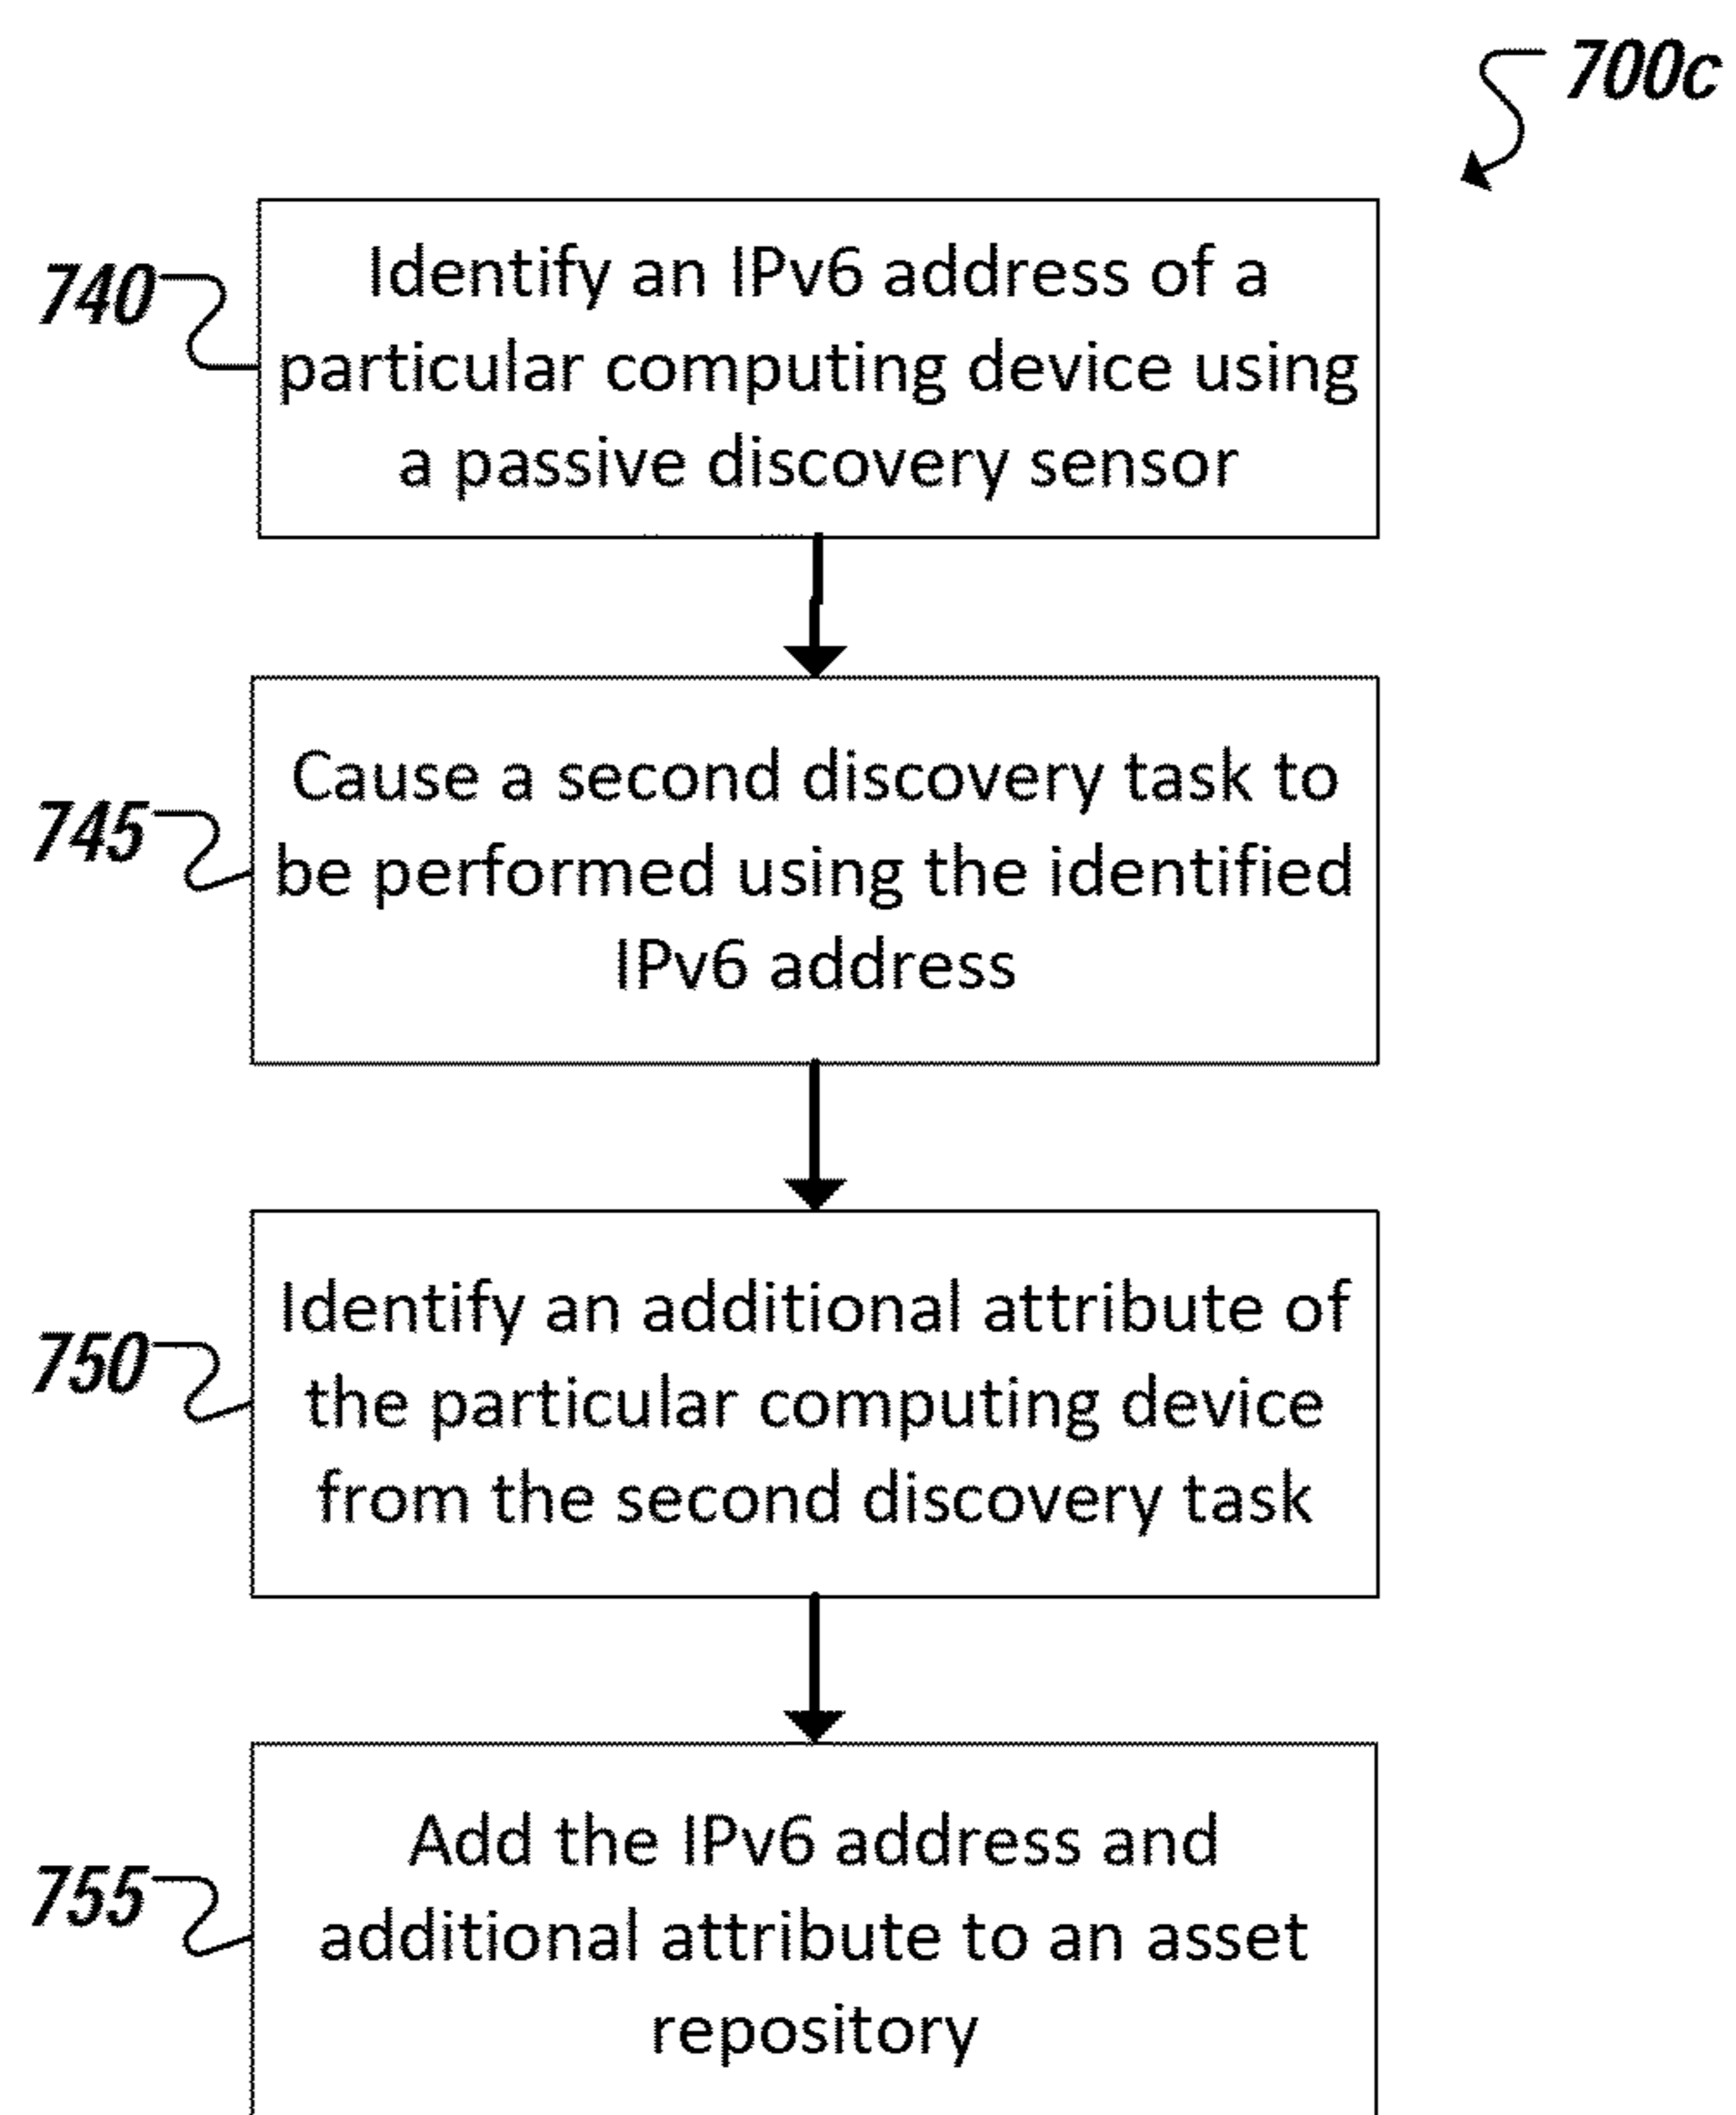 700c
740
Identify an IPv6 address of a
particular computing device using
a passive discovery sensor
745
Cause a second discovery task to
be performed using the identified
IPv6 address
750
Identify an additional attribute of
the particular computing device
from the second discovery task
755
Add the IPv6 address and
additional attribute to an asset
repository